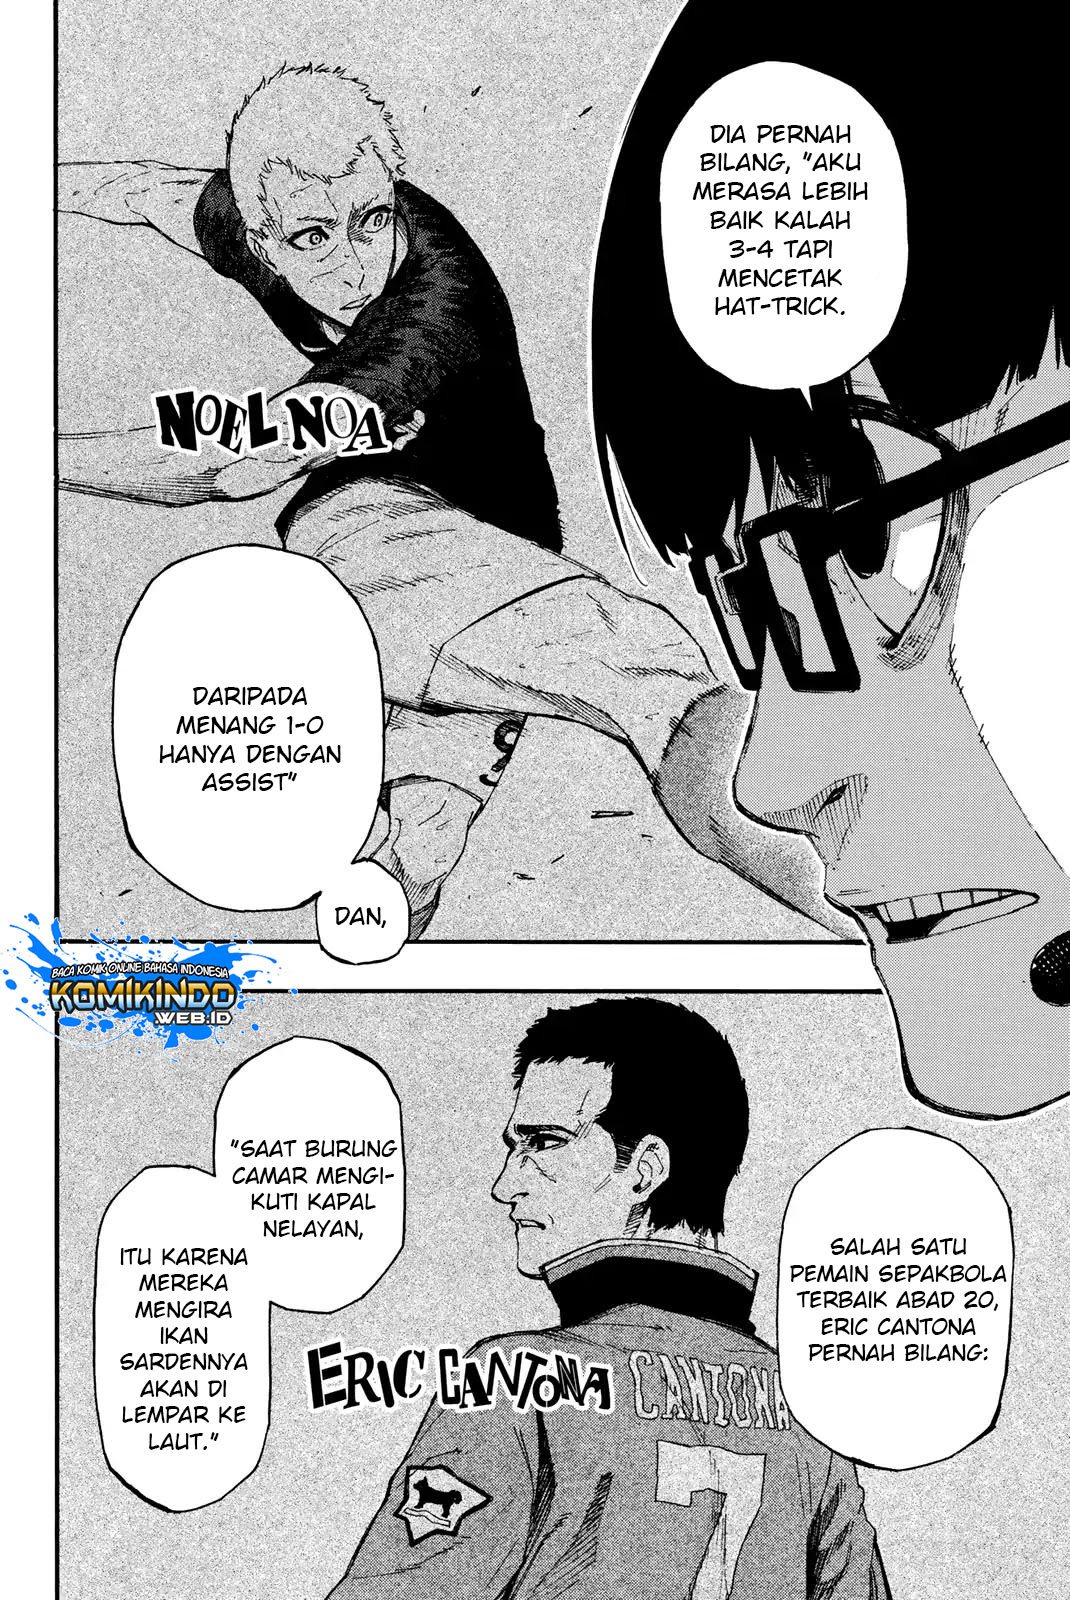 DIA PERNAH
BILANG, "AKU
MERASA LEBIH
BAIK KALAH
3-4 TAPI
MENCETAK
HAT-TRICK.
NOEL NOA
DARIPADA
MENANG 1-0
HANYA DENGAN
ASSIST"
DAN,
9
BACA KOMIK ONLINE BAHASA INDONESIA
KOMIKINDO
WEB.ID
SALAH SATU
PEMAIN SEPAKBOLA
TERBAIK ABAD 20,
ERIC CANTONA
PERNAH BILANG:
"SAAT BURUNG
CAMAR MENGI-
KUTI KAPAL
NELAYAN,
ITU KARENA
MEREKA
MENGIRA
IKAN
SARDENNYA
AKAN DI
LEMPAR KE
LAUT."
ERIC CANTONA
CANTONA
7